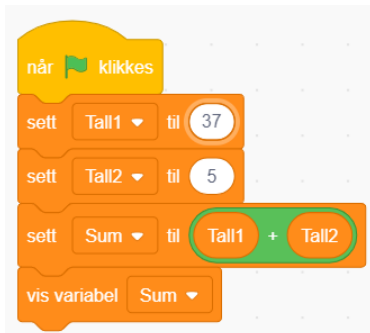 når klikkes
sett Tall1 til 37
sett Tall2 til 5
sett Sum til Tall1 + Tall2
vis variabel Sum